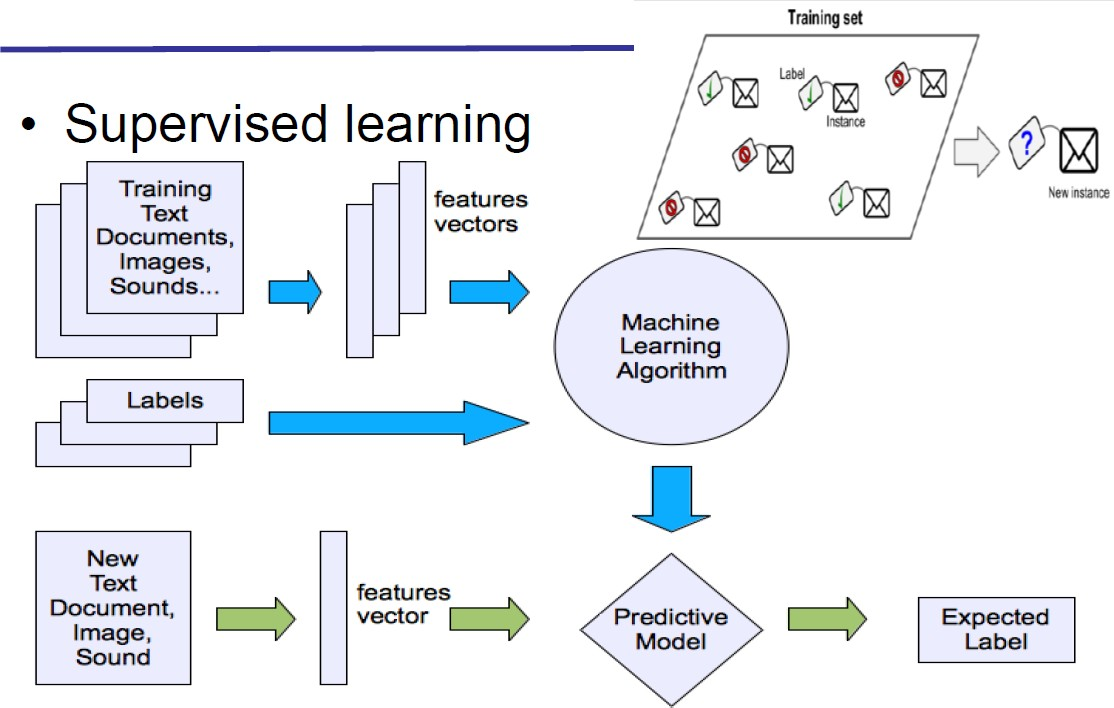 Training set
Label
Instance
?
New instance
• Supervised learning
Training
Text
Documents,
Images,
Sounds...
features
vectors
Machine
Learning
Algorithm
Labels
New
Text
Document,
Image,
Sound
features
vector
Predictive
Model
Expected
Label